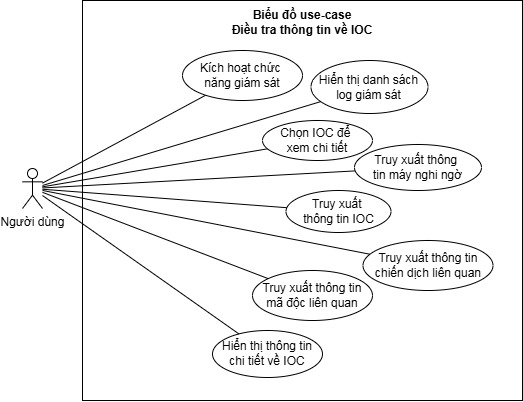 Biểu đồ use-case
Điều tra thông tin về IOC
Kích hoạt chức
năng giám sát
Hiển thị danh sách
log giám sát
Chọn IOC để
xem chi tiết
Truy xuất thông
tin máy nghi ngờ
Người dùng
Truy xuất
thông tin IOC
Truy xuất thông tin
chiến dịch liên quan
Truy xuất thông tin
mã độc liên quan
Hiển thị thông tin
chi tiết về IOC